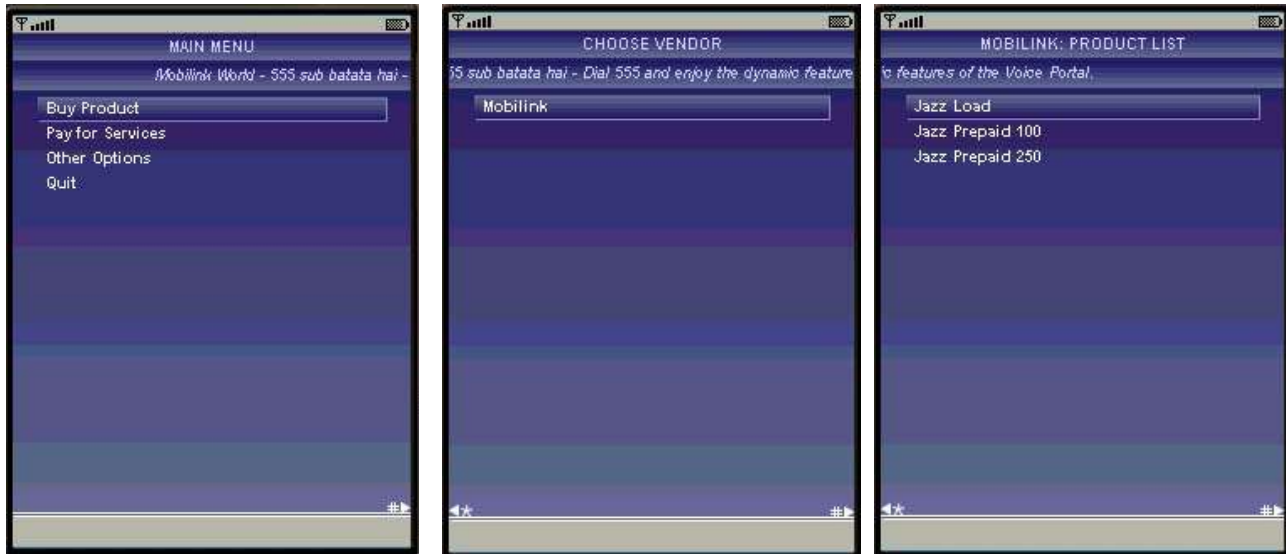 MAIN MENU
Mobilink World - 555 sub batata hai -
Buy Product
Pay for Services
Other Options
Quit
#
CHOOSE VENDOR
55 sub batata hai - Dial 555 and enjoy the dynamic feature
Mobilink
*
#
MOBILINK: PRODUCT LIST
ic features of the Voice Portal.
Jazz Load
Jazz Prepaid 100
Jazz Prepaid 250
*
#